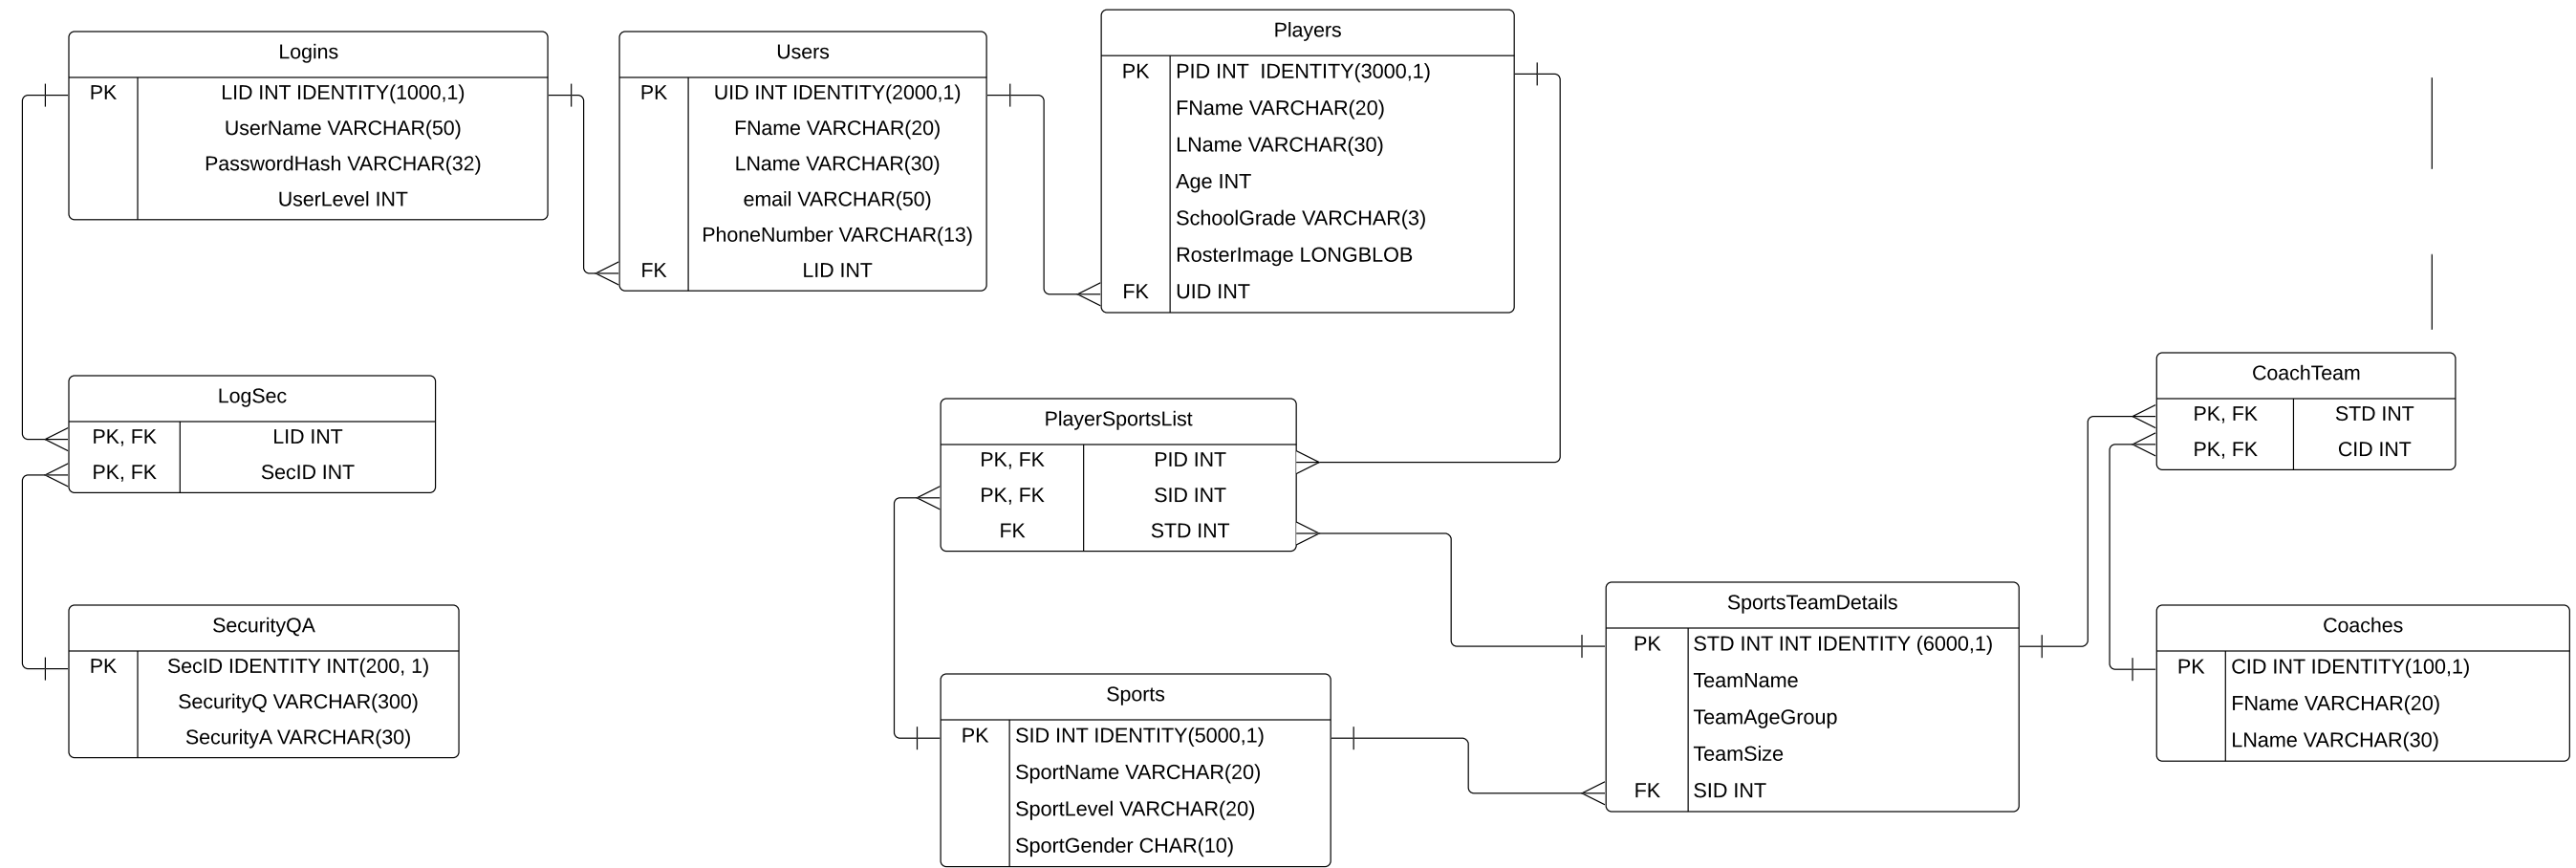 Logins
PK LID INT IDENTITY(1000,1)
UserName VARCHAR(50)
PasswordHash VARCHAR(32)
UserLevel INT
Users
PK UID INT IDENTITY(2000,1)
FName VARCHAR(20)
LName VARCHAR(30)
email VARCHAR(50)
PhoneNumber VARCHAR(13)
FK LID INT
Players
PK PID INT IDENTITY(3000,1)
FName VARCHAR(20)
LName VARCHAR(30)
Age INT
SchoolGrade VARCHAR(3)
RosterImage LONGBLOB
FK UID INT
LogSec
PK, FK LID INT
PK, FK SecID INT
PlayerSportsList
PK, FK PID INT
PK, FK SID INT
FK STD INT
CoachTeam
PK, FK STD INT
PK, FK CID INT
SecurityQA
PK SecID IDENTITY INT(200, 1)
SecurityQ VARCHAR(300)
SecurityA VARCHAR(30)
Sports
PK SID INT IDENTITY(5000,1)
SportName VARCHAR(20)
SportLevel VARCHAR(20)
SportGender CHAR(10)
SportsTeamDetails
PK STD INT INT IDENTITY (6000,1)
TeamName
TeamAgeGroup
TeamSize
FK SID INT
Coaches
PK CID INT IDENTITY(100,1)
FName VARCHAR(20)
LName VARCHAR(30)